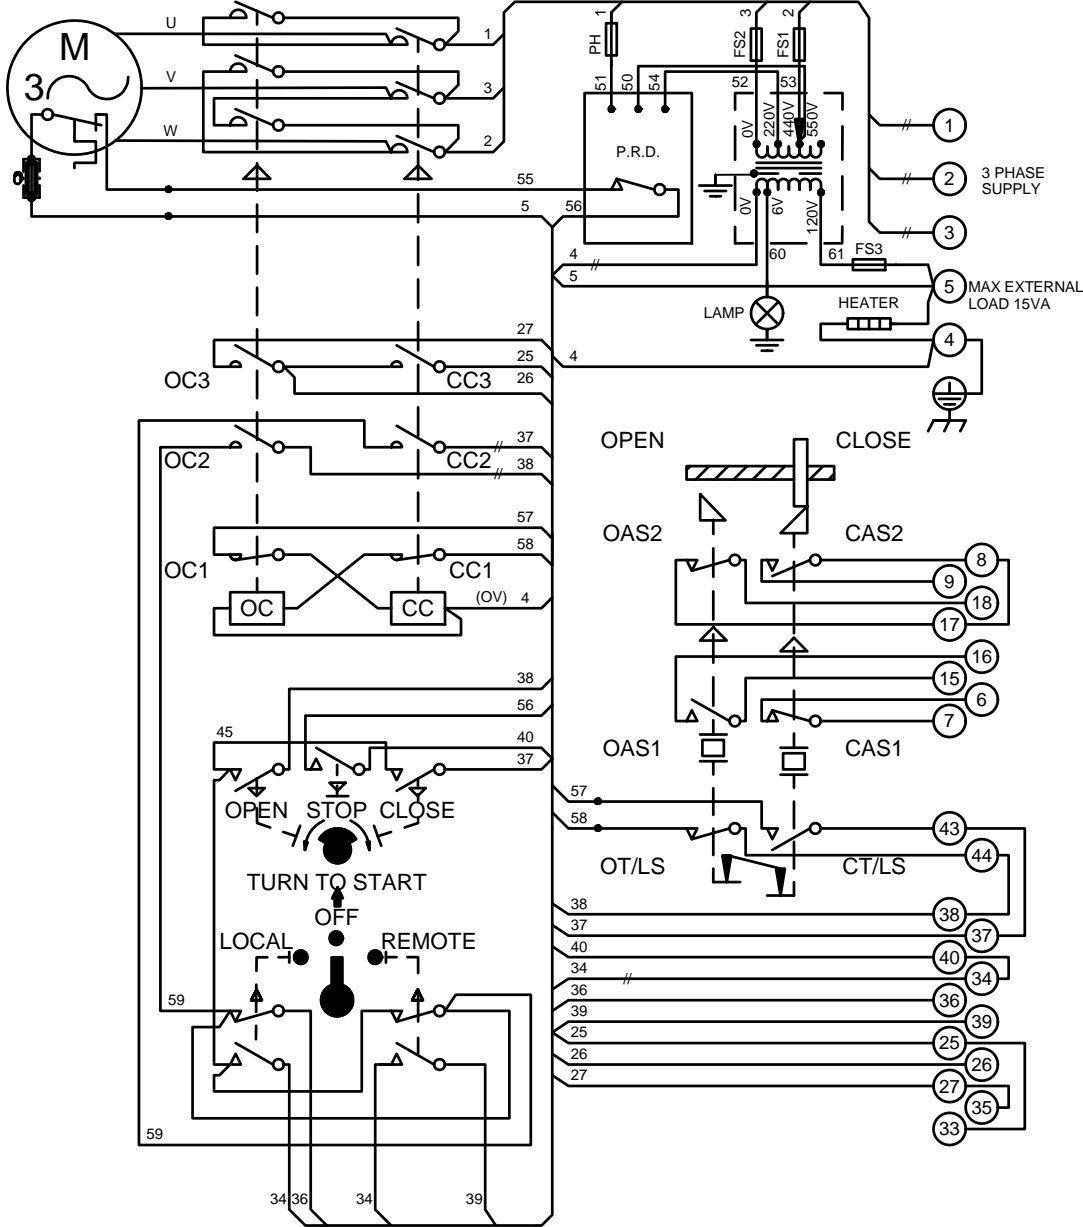 U
V
W
M
3
1
3
2
1
PH
51
50
54
P.R.D.
3
FS2
2
FS1
52
53
0V
220V
440V
550V
0V
6V
120V
60
61
FS3
1
2
3 PHASE
SUPPLY
3
5
MAX EXTERNAL
LOAD 15VA
4
55
5
56
4
5
LAMP
HEATER
4
27
25
26
OC3
CC3
OC2
CC2
37
38
57
58
OC1
CC1
OC
CC
(OV)
4
OPEN
CLOSE
OAS2
CAS2
8
9
18
17
16
15
6
7
OAS1
CAS1
38
56
45
40
37
OPEN
STOP
CLOSE
TURN TO START
OFF
LOCAL
REMOTE
57
58
43
44
OT/LS
CT/LS
38
38
37
37
40
40
34
34
36
36
39
39
25
25
26
26
27
27
35
33
59
59
34
36
34
39